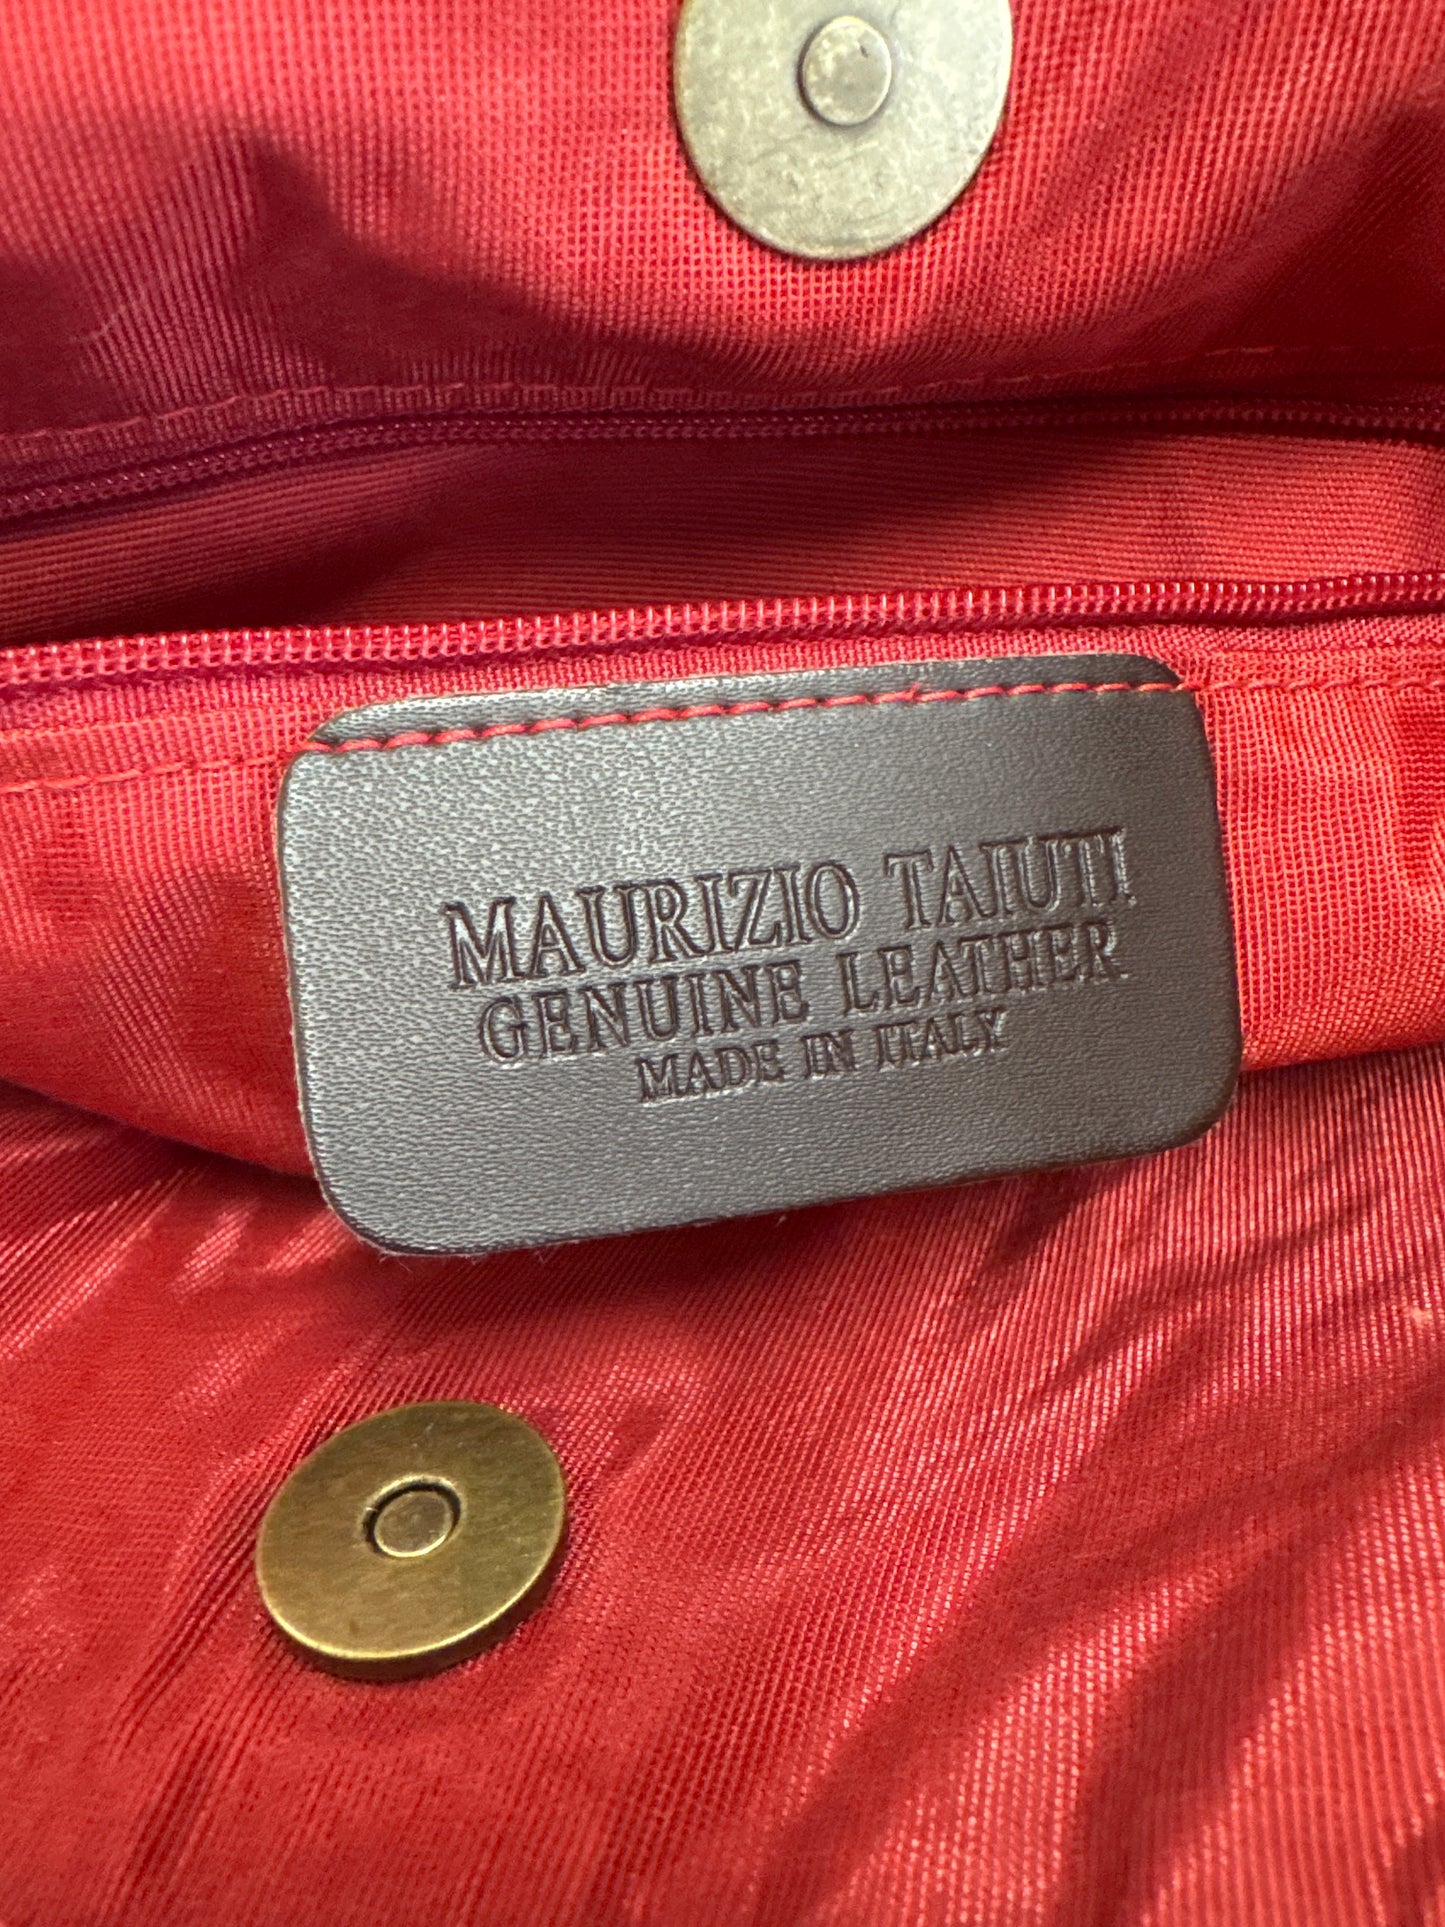 MAURIZIO TAIUTI
GENUINE LEATHER
MADE IN ITALY